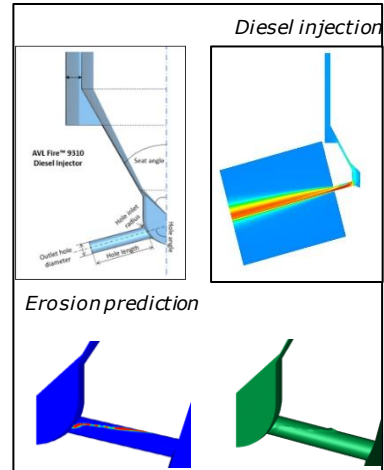 Diesel injection
AVL Fire™ 9310
Diesel Injector
Seat angle
Hole inlet
radius
Hole angle
Outlet hole
diameter
Hole length
Erosion prediction